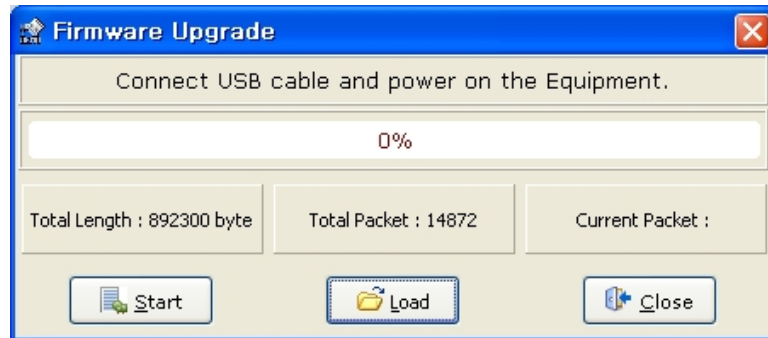 Firmware Upgrade
Connect USB cable and power on the Equipment.
0%
Total Length : 892300 byte
Total Packet : 14872
Current Packet :
Start
Load
Close